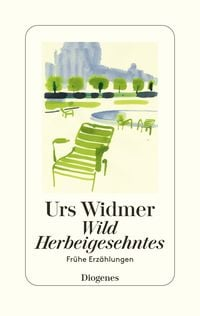 Urs Widmer
Wild
Herbeigesehntes
Frühe Erzählungen
Diogenes